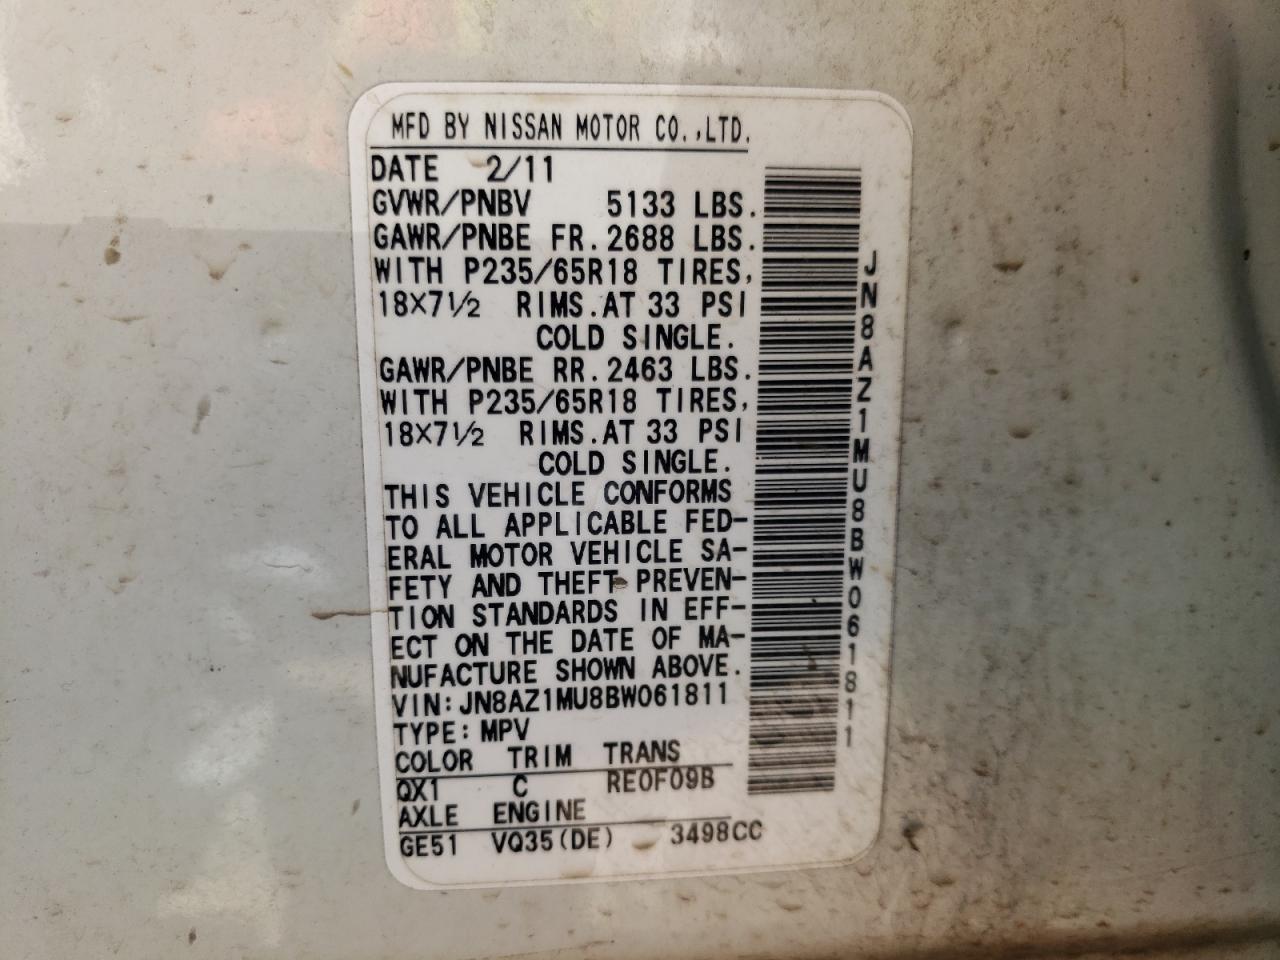 MFD BY NISSAN MOTOR CO.,LTD.
DATE 2/11
GVWR/PNBV 5133 LBS.
GAWR/PNBE FR.2688 LBS.
WITH P235/65R18 TIRES,
18×7½ RIMS.AT 33 PSI
COLD SINGLE.
GAWR/PNBE RR.2463 LBS.
WITH P235/65R18 TIRES,
18×7½ RIMS.AT 33 PSI
COLD SINGLE.
THIS VEHICLE CONFORMS
TO ALL APPLICABLE FED-
ERAL MOTOR VEHICLE SA-
FETY AND THEFT PREVEN-
TION STANDARDS IN EFF-
ECT ON THE DATE OF MA-
NUFACTURE SHOWN ABOVE.
VIN:JN8AZ1MU8BW061811
TYPE:MPV
COLOR TRIM TRANS
QX1 C RE0F09B
AXLE ENGINE
GE51 VQ35(DE) 3498CC
JN8AZ1MU8BW061811